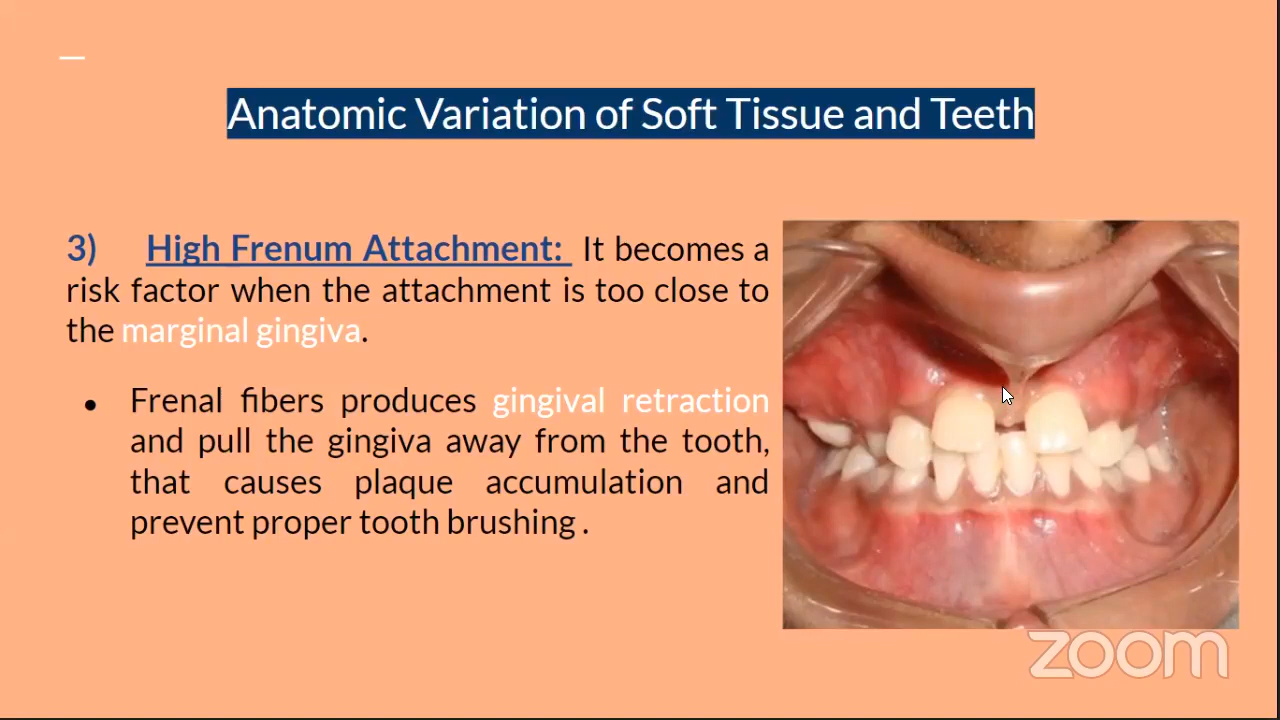 Anatomic Variation of Soft Tissue and Teeth
3) High Frenum Attachment: It becomes a
risk factor when the attachment is too close to
the marginal gingiva.
● Frenal fibers produces gingival retraction
and pull the gingiva away from the tooth,
that causes plaque accumulation and
prevent proper tooth brushing .
zoom